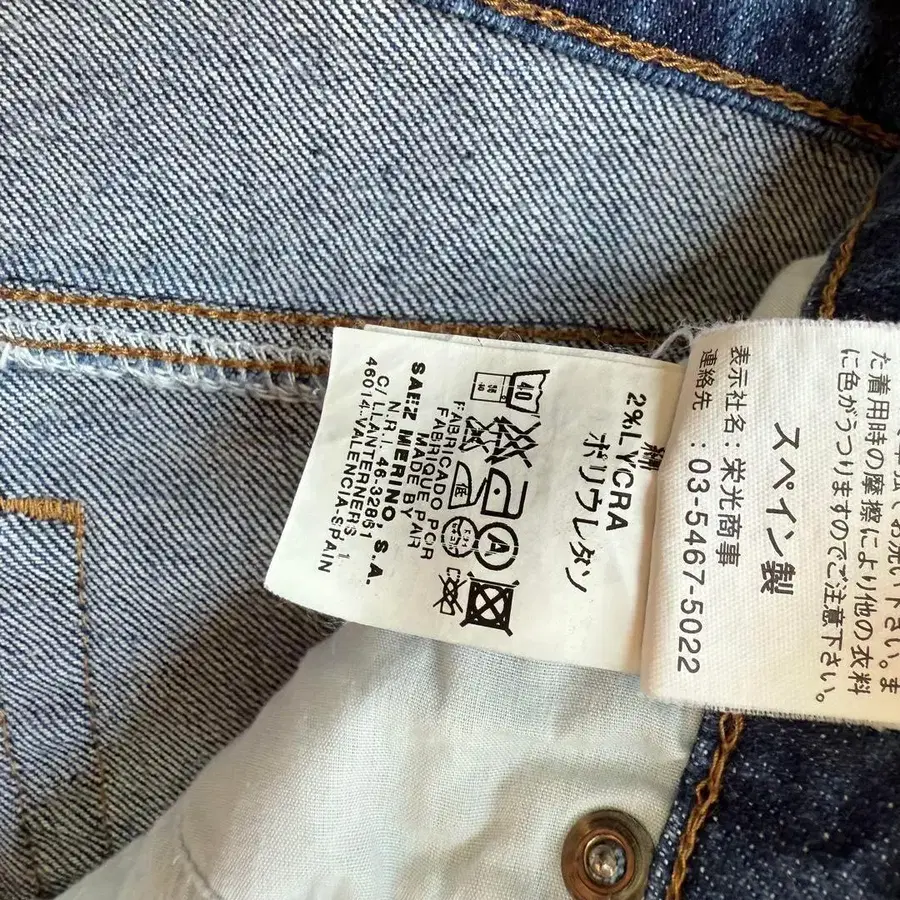 2%LYCRA
ポリウレタン
40
低
A
FABRICADO POR
FABRIQUE PAR
MADE BY
SAEZ MERINO, S.A.
N.R.I. 46.32861
C/ LLANTERNERS, 1
46014-VALENCIA, SPAIN
た着用時の摩擦により他の衣料
に色がうつりますのでご注意下さい。
スペイン製
表示社名：栄光商事
連絡先 ：03-5467-5022